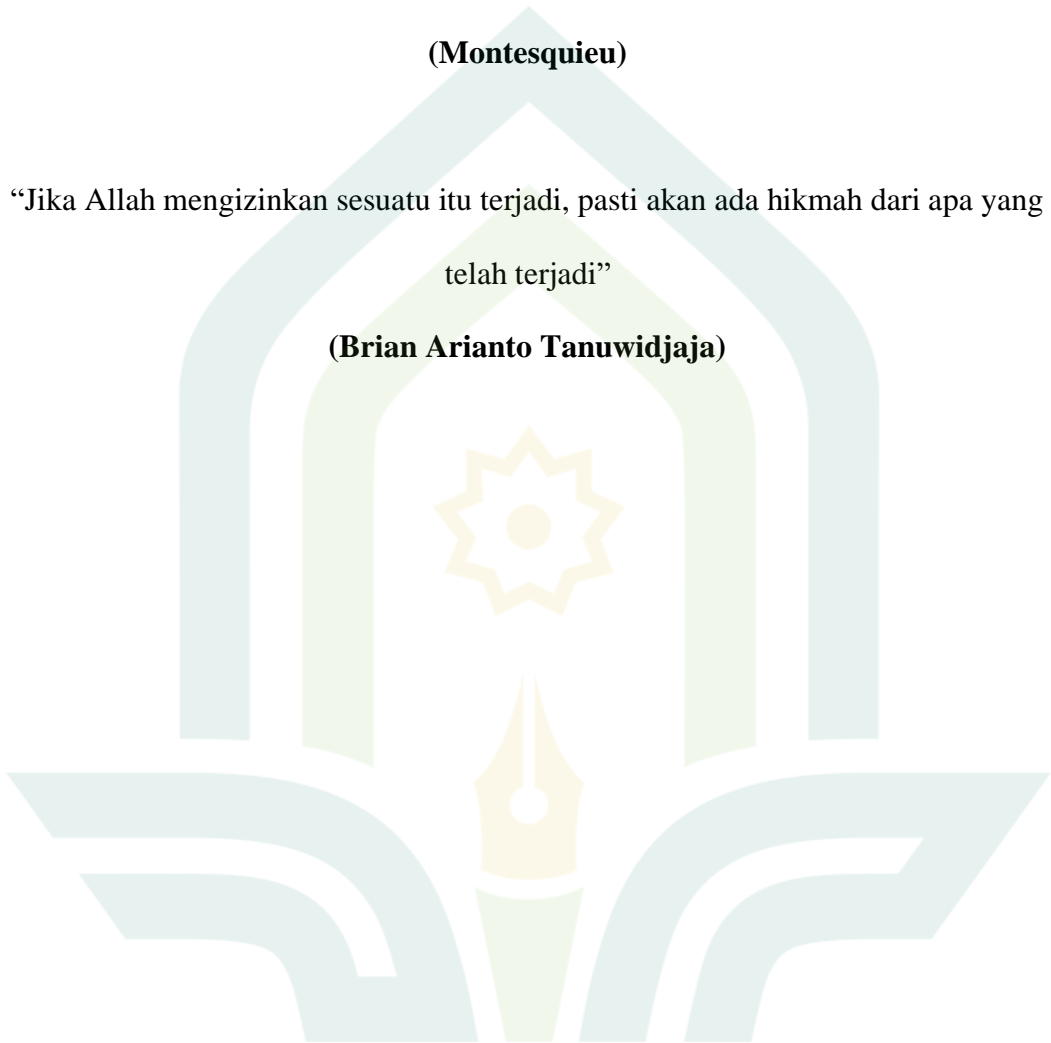 (Montesquieu)
“Jika Allah mengizinkan sesuatu itu terjadi, pasti akan ada hikmah dari apa yang
telah terjadi”
(Brian Arianto Tanuwidjaja)